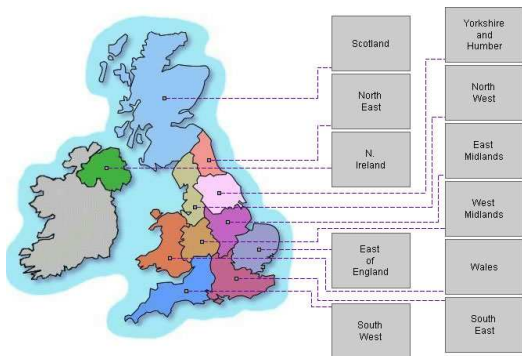 Scotland
Yorkshire
and
Humber
North
East
North
West
N.
Ireland
East
Midlands
West
Midlands
East
of
England
Wales
South
West
South
East